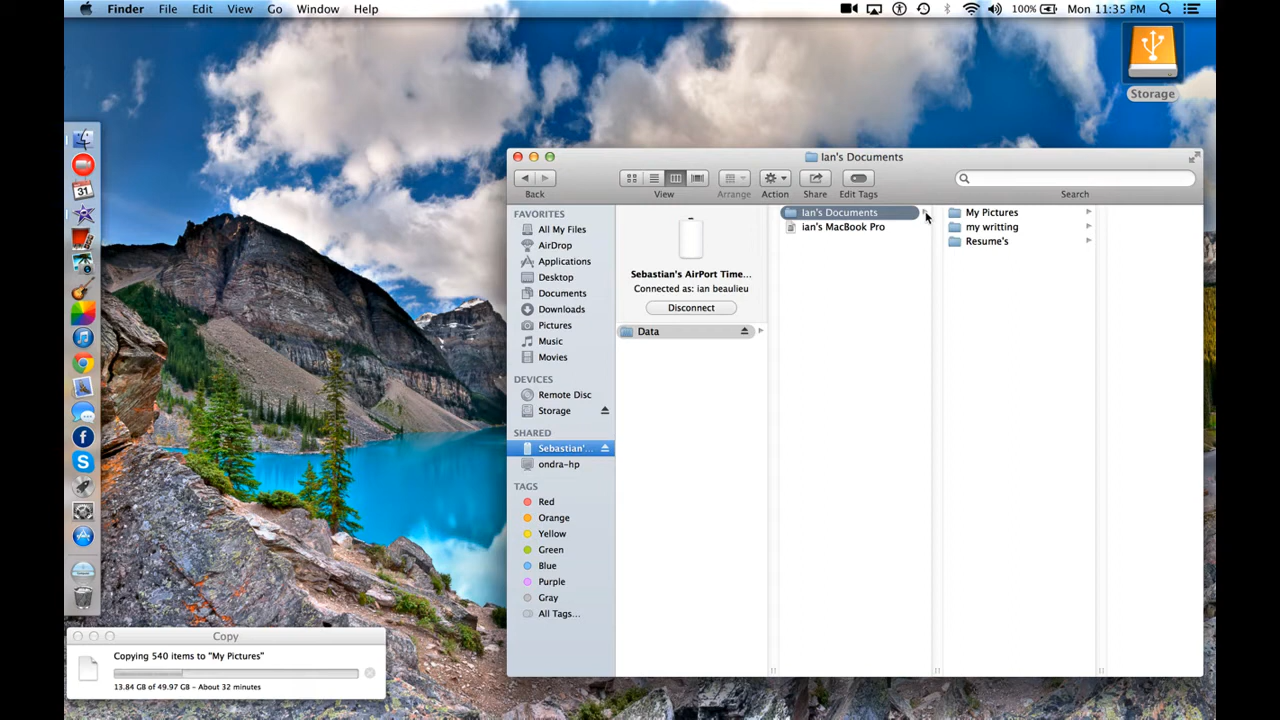 Finder File Edit View Go Window Help 100% Mon 11:35 PM
Storage
Ian's Documents
Back View Arrange Action Share Edit Tags Search
FAVORITES
All My Files
AirDrop
Applications
Desktop
Documents
Downloads
Pictures
Music
Movies
DEVICES
Remote Disc
Storage
SHARED
Sebastian'...
ondra-hp
TAGS
Red
Orange
Yellow
Green
Blue
Purple
Gray
All Tags...
Sebastian's AirPort Time...
Connected as: ian beaulieu
Disconnect
Data
Ian's Documents
ian's MacBook Pro
My Pictures
my writting
Resume's
31
Copy
Copying 540 items to "My Pictures"
13.84 GB of 49.97 GB - About 32 minutes